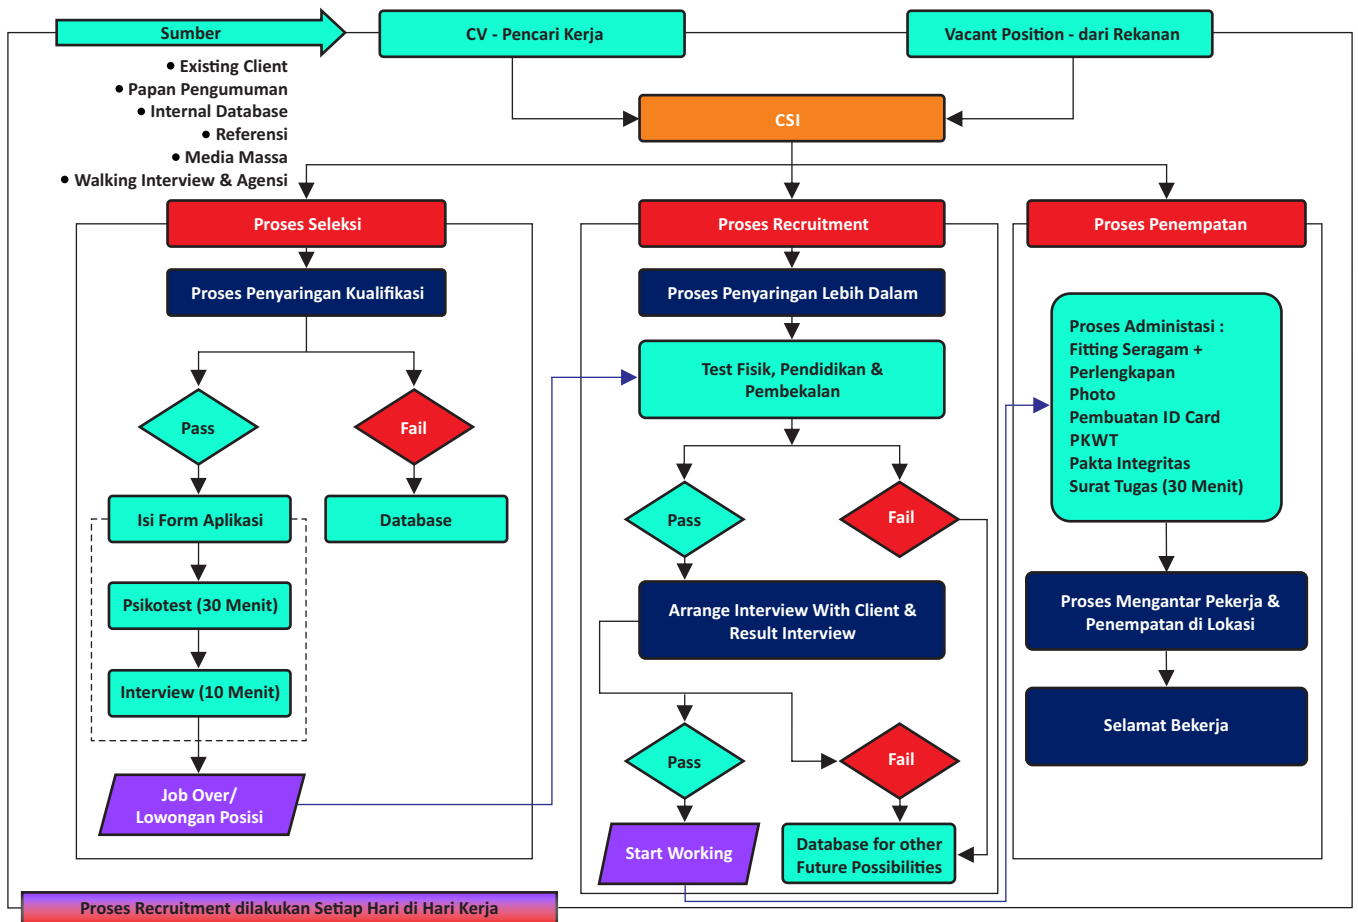 Sumber
CV - Pencari Kerja
Vacant Position - dari Rekanan
• Existing Client
• Papan Pengumuman
• Internal Database
• Referensi
• Media Massa
• Walking Interview & Agensi
CSI
Proses Seleksi
Proses Penyaringan Kualifikasi
Pass
Fail
Isi Form Aplikasi
Database
Psikotest (30 Menit)
Interview (10 Menit)
Job Over/
Lowongan Posisi
Proses Recruitment
Proses Penyaringan Lebih Dalam
Test Fisik, Pendidikan &
Pembekalan
Pass
Fail
Arrange Interview With Client &
Result Interview
Pass
Fail
Start Working
Database for other
Future Possibilities
Proses Penempatan
Proses Administasi :
Fitting Seragam +
Perlengkapan
Photo
Pembuatan ID Card
PKWT
Pakta Integritas
Surat Tugas (30 Menit)
Proses Mengantar Pekerja &
Penempatan di Lokasi
Selamat Bekerja
Proses Recruitment dilakukan Setiap Hari di Hari Kerja